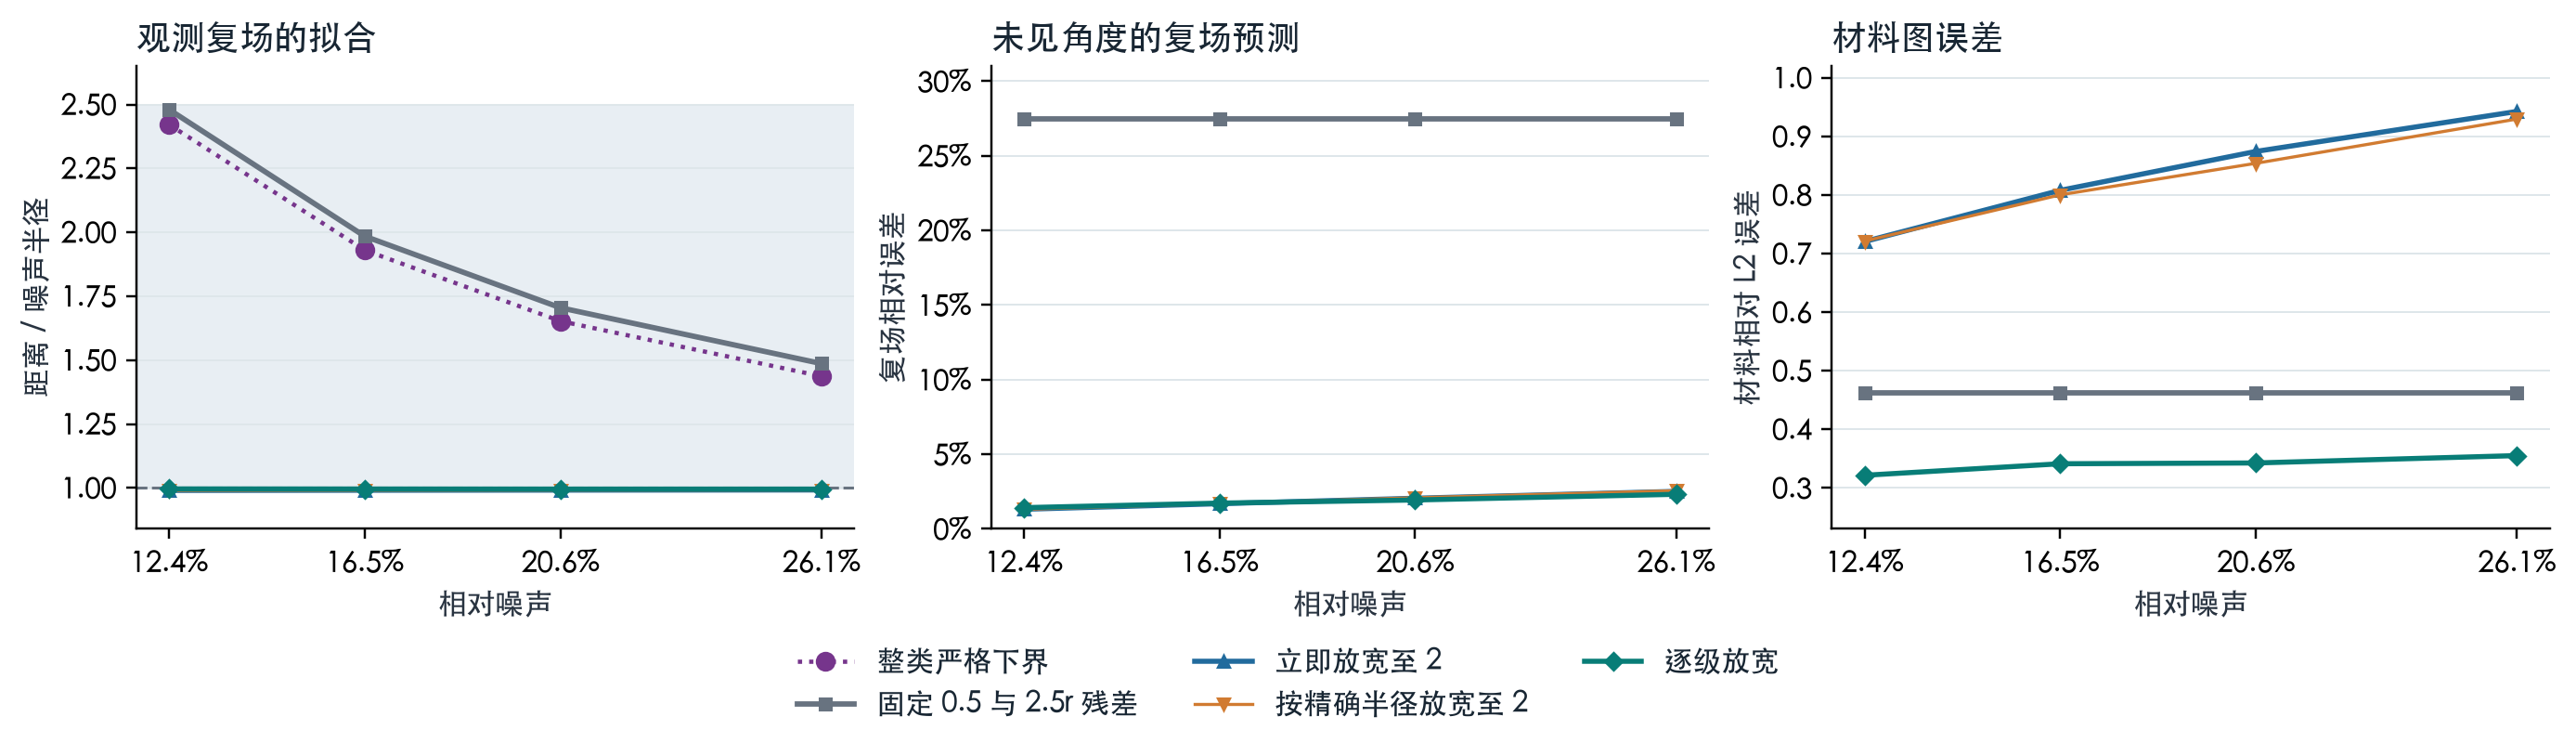 观测复场的拟合
距离 / 噪声半径
2.50
2.25
2.00
1.75
1.50
1.25
1.00
12.4%
16.5%
20.6%
26.1%
相对噪声
未见角度的复场预测
复场相对误差
30%
25%
20%
15%
10%
5%
0%
12.4%
16.5%
20.6%
26.1%
相对噪声
材料图误差
材料相对 L2 误差
1.0
0.9
0.8
0.7
0.6
0.5
0.4
0.3
12.4%
16.5%
20.6%
26.1%
相对噪声
整类严格下界
固定 0.5 与 2.5r 残差
立即放宽至 2
按精确半径放宽至 2
逐级放宽